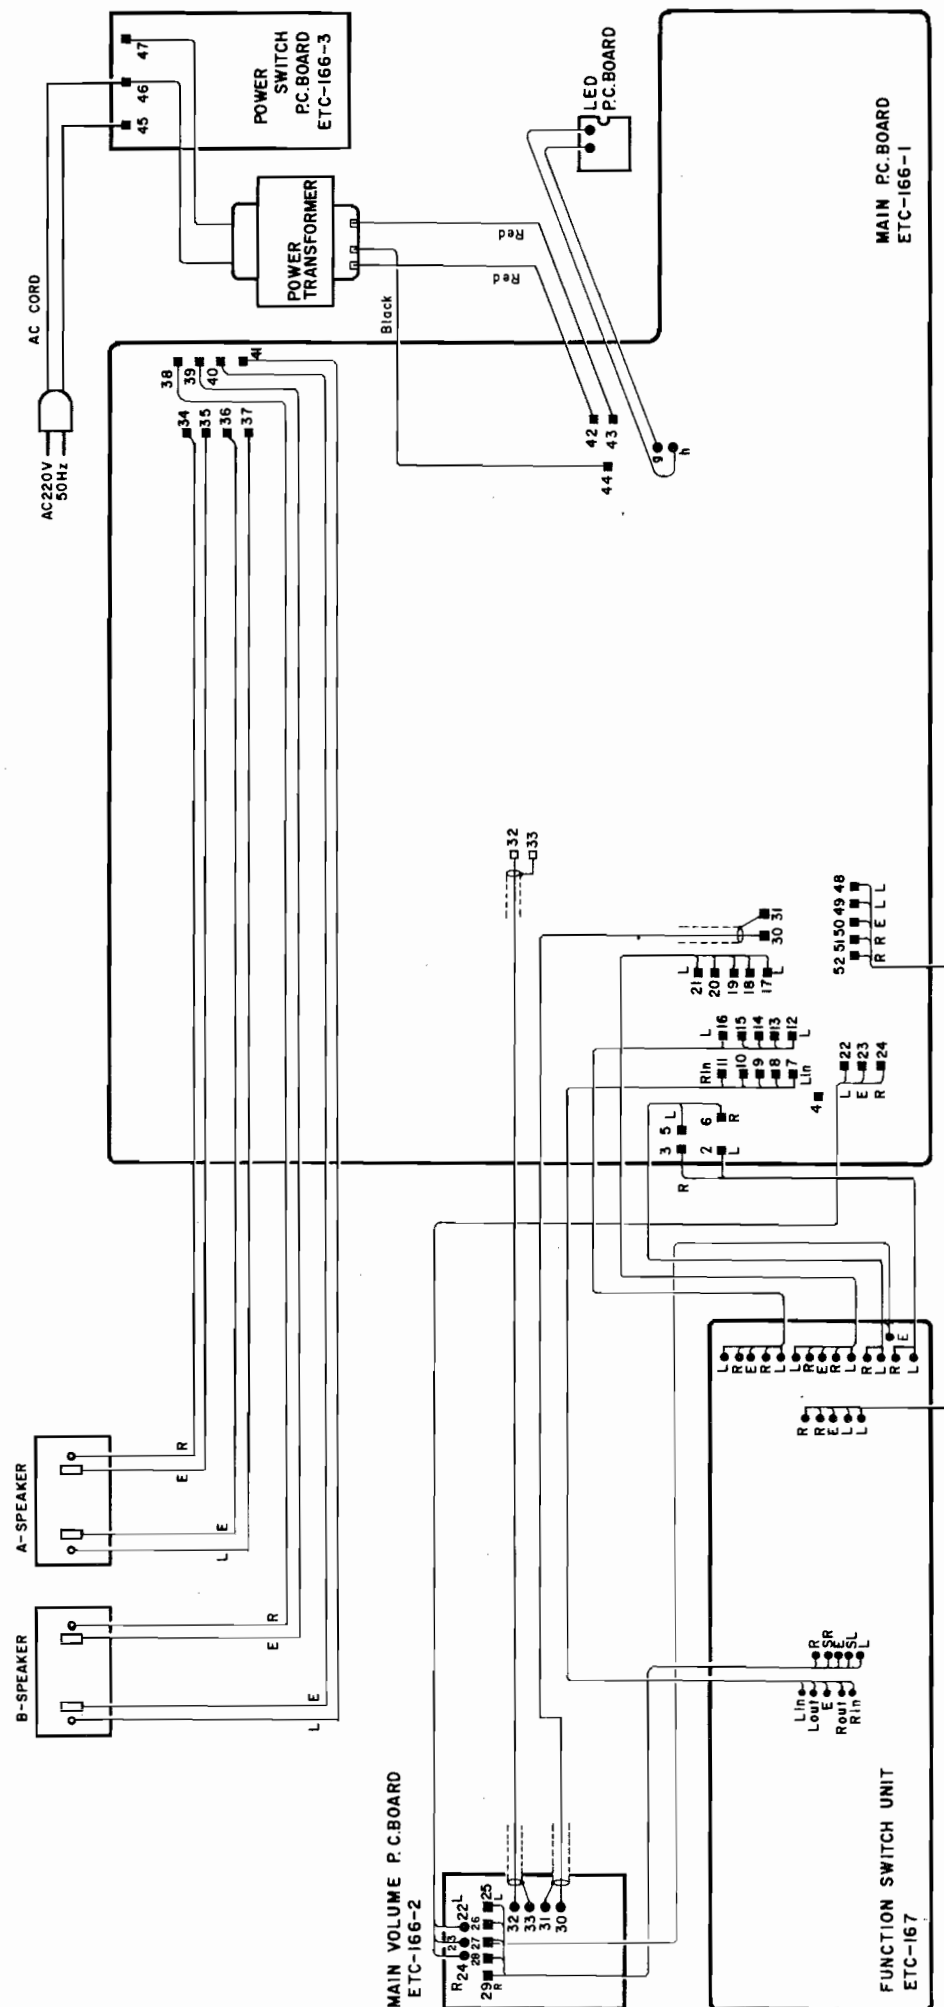 AC220V
50Hz
AC CORD
47
46
45
POWER
SWITCH
P.C.BOARD
ETC-166-3
POWER
TRANSFORMER
Red
Red
Black
LED
P.C.BOARD
MAIN P.C.BOARD
ETC-166-1
38
39
40
41
34
35
36
37
42
43
44
g
h
32
33
31
30
L
21
20
19
18
17
L
L
16
15
14
13
12
L
Rin
11
10
9
8
7
Lin
52 51 50 49 48
R R E L L
4
22
23
24
L
E
R
5 L
6
R
3
2
L
R
A-SPEAKER
R
E
E
L
B-SPEAKER
R
E
E
L
MAIN VOLUME P.C.BOARD
ETC-166-2
22 L
23
R 24
25
L
26
27
28
29
R
32
33
31
30
FUNCTION SWITCH UNIT
ETC-167
L
R
E
R
L
L
R
E
R
L
R
L
R
L
E
R
R
E
L
L
R
SR
E
SL
L
Lin
Lout
E
Rout
Rin